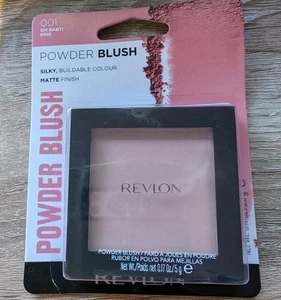 001
OH BABY!
PINK
POWDER BLUSH
SILKY, BUILDABLE COLOUR
MATTE FINISH
POWDER BLUSH
REVLON
POWDER BLUSH / FARD À JOUES EN POUDRE
RUBOR EN POLVO PARA MEJILLAS
Net Wt./Poids net 0.17 Oz/5 g e
REVLON